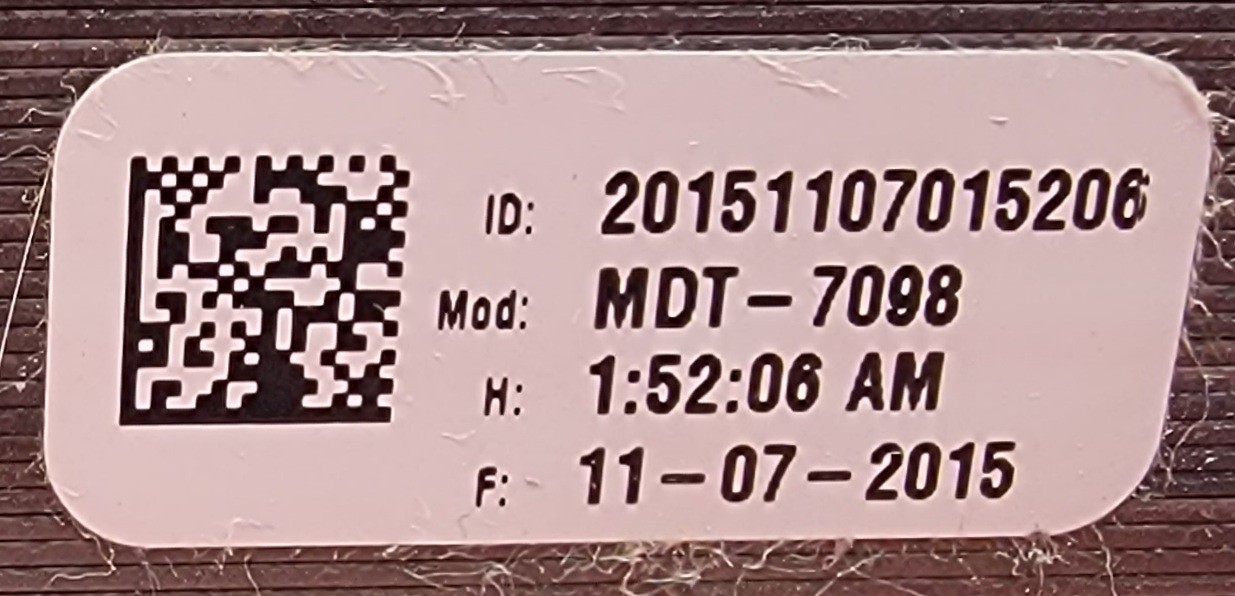 ID: 20151107015206
Mod: MDT-7098
H: 1:52:06 AM
F: 11-07-2015